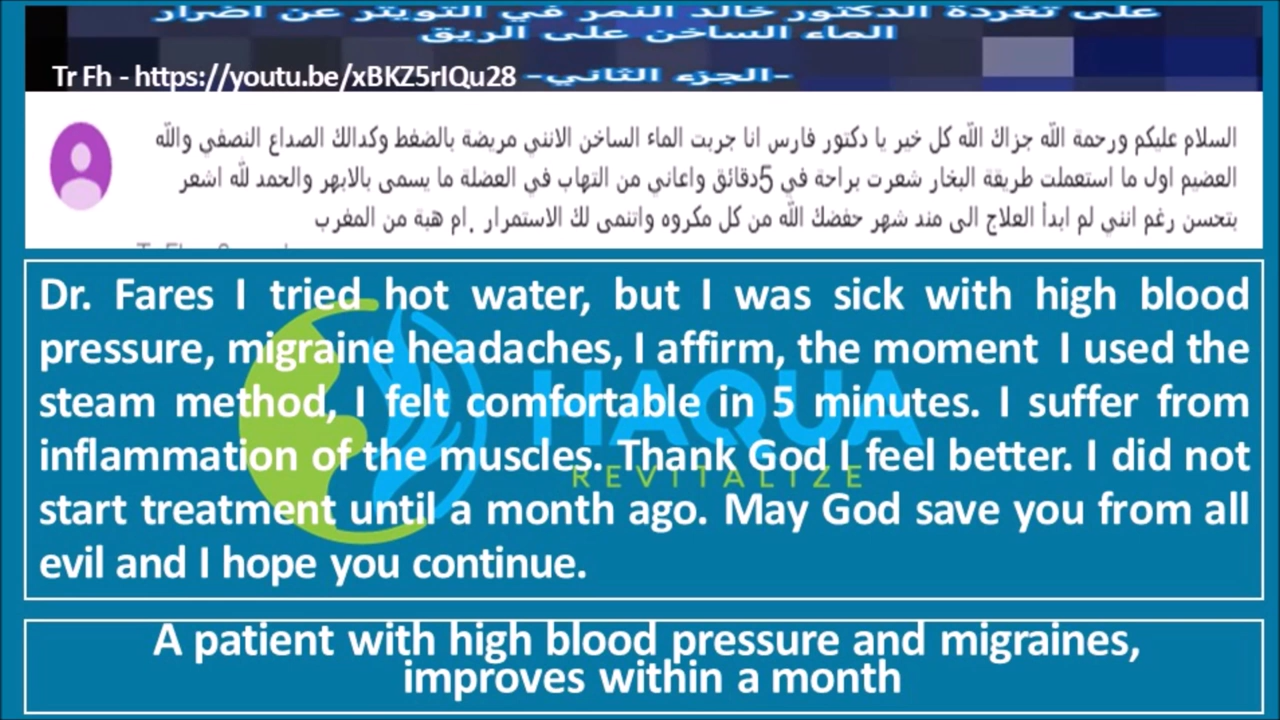 على تغردة الدكتور خالد النمر في التويتر عن اضرار
الماء الساخن على الريق
Tr Fh - https://youtu.be/xBKZ5rIQu28 -الجزء الثاني-
السلام عليكم ورحمة الله جزاك الله كل خير يا دكتور فارس انا جربت الماء الساخن الانني مريضة بالضغط وكدالك الصداع النصفي والله
العضيم اول ما استعملت طريقة البخار شعرت براحة في 5دقائق واعاني من التهاب في العضلة ما يسمى بالابهر والحمد لله اشعر
بتحسن رغم انني لم ابدأ العلاج الى مند شهر حفضك الله من كل مكروه واتنمى لك الاستمرار . ام هبة من المغرب
Dr. Fares I tried hot water, but I was sick with high blood
pressure, migraine headaches, I affirm, the moment I used the
steam method, I felt comfortable in 5 minutes. I suffer from
inflammation of the muscles. Thank God I feel better. I did not
start treatment until a month ago. May God save you from all
evil and I hope you continue.
HAQUA
REVITALIZE
A patient with high blood pressure and migraines,
improves within a month